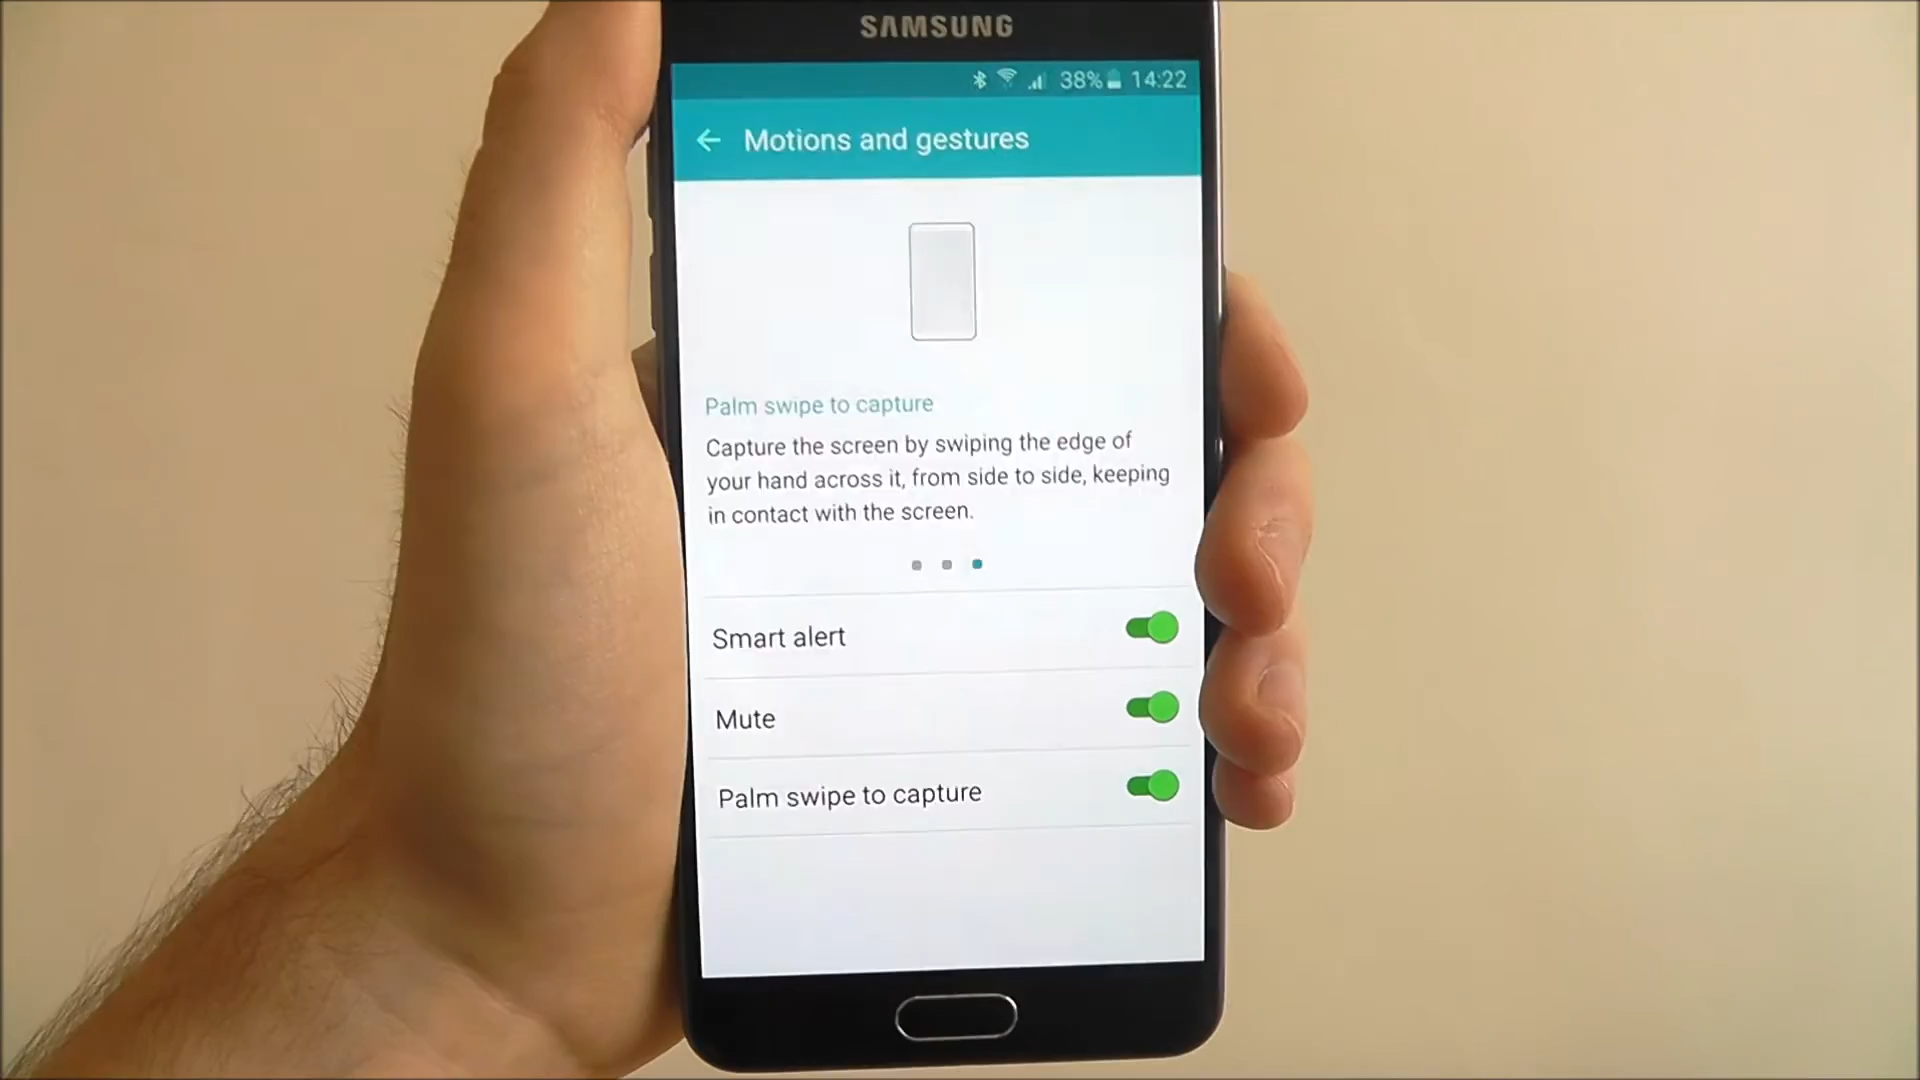 SAMSUNG
38% 14:22
Motions and gestures
Palm swipe to capture
Capture the screen by swiping the edge of
your hand across it, from side to side, keeping
in contact with the screen.
Smart alert
Mute
Palm swipe to capture